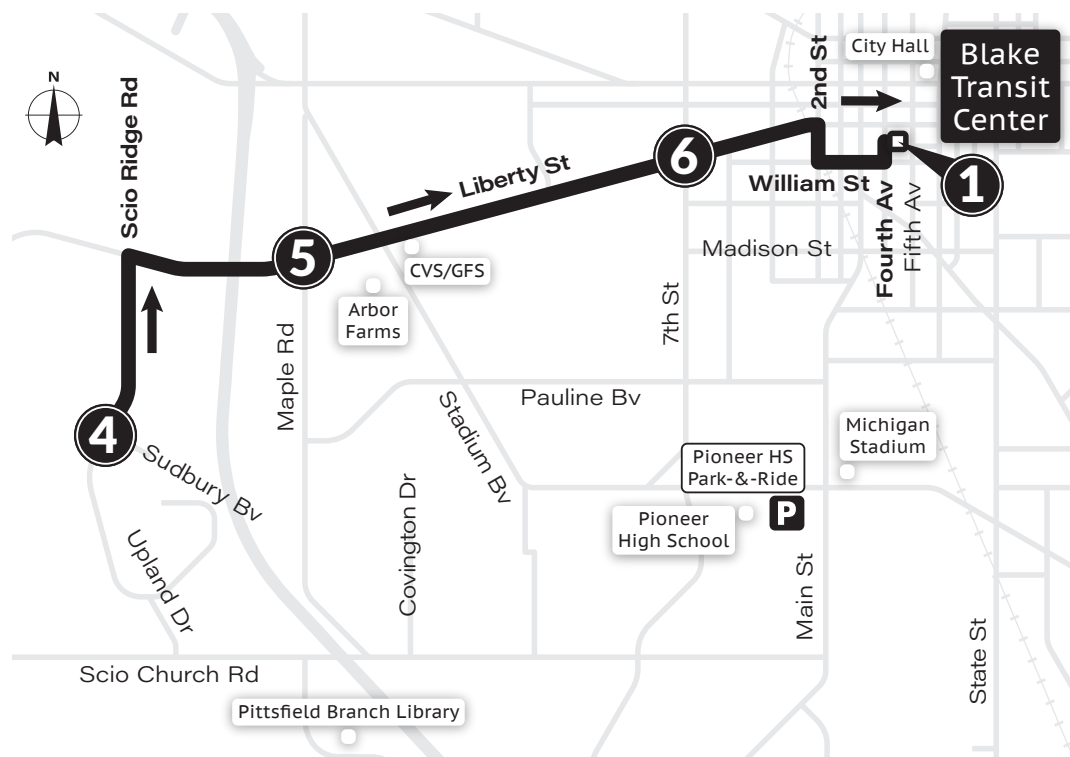 N
Scio Ridge Rd
2nd St
City Hall
Blake
Transit
Center
6
Liberty St
William St
1
5
CVS/GFS
Madison St
Fourth Av
Fifth Av
Arbor
Farms
Maple Rd
7th St
4
Sudbury Bv
Pauline Bv
Stadium Bv
Michigan
Stadium
Pioneer HS
Park-&-Ride
P
Pioneer
High School
Covington Dr
Upland Dr
Main St
State St
Scio Church Rd
Pittsfield Branch Library